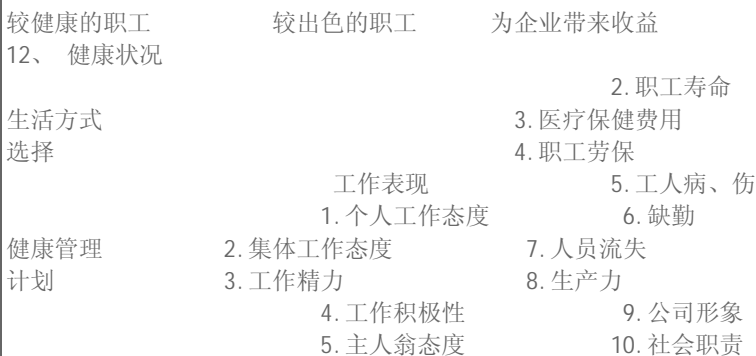 较健康的职工 较出色的职工 为企业带来收益
12、 健康状况
2.职工寿命
生活方式 3.医疗保健费用
选择 4.职工劳保
工作表现 5.工人病、伤
1.个人工作态度 6.缺勤
健康管理 2.集体工作态度 7.人员流失
计划 3.工作精力 8.生产力
4.工作积极性 9.公司形象
5.主人翁态度 10.社会职责